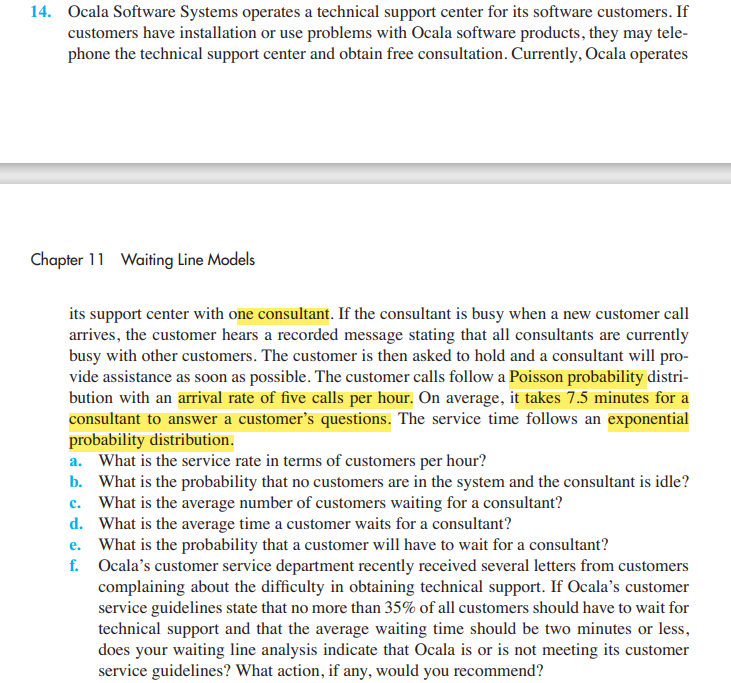 14. Ocala Software Systems operates a technical support center for its software customers. If
customers have installation or use problems with Ocala software products, they may tele-
phone the technical support center and obtain free consultation. Currently, Ocala operates
Chapter 11 Waiting Line Models
its support center with one consultant. If the consultant is busy when a new customer call
arrives, the customer hears a recorded message stating that all consultants are currently
busy with other customers. The customer is then asked to hold and a consultant will pro-
vide assistance as soon as possible. The customer calls follow a Poisson probability distri-
bution with an arrival rate of five calls per hour. On average, it takes 7.5 minutes for a
consultant to answer a customer's questions. The service time follows an exponential
probability distribution.
a. What is the service rate in terms of customers per hour?
b. What is the probability that no customers are in the system and the consultant is idle?
c. What is the average number of customers waiting for a consultant?
d. What is the average time a customer waits for a consultant?
e. What is the probability that a customer will have to wait for a consultant?
f. Ocala's customer service department recently received several letters from customers
complaining about the difficulty in obtaining technical support. If Ocala's customer
service guidelines state that no more than 35% of all customers should have to wait for
technical support and that the average waiting time should be two minutes or less,
does your waiting line analysis indicate that Ocala is or is not meeting its customer
service guidelines? What action, if any, would you recommend?